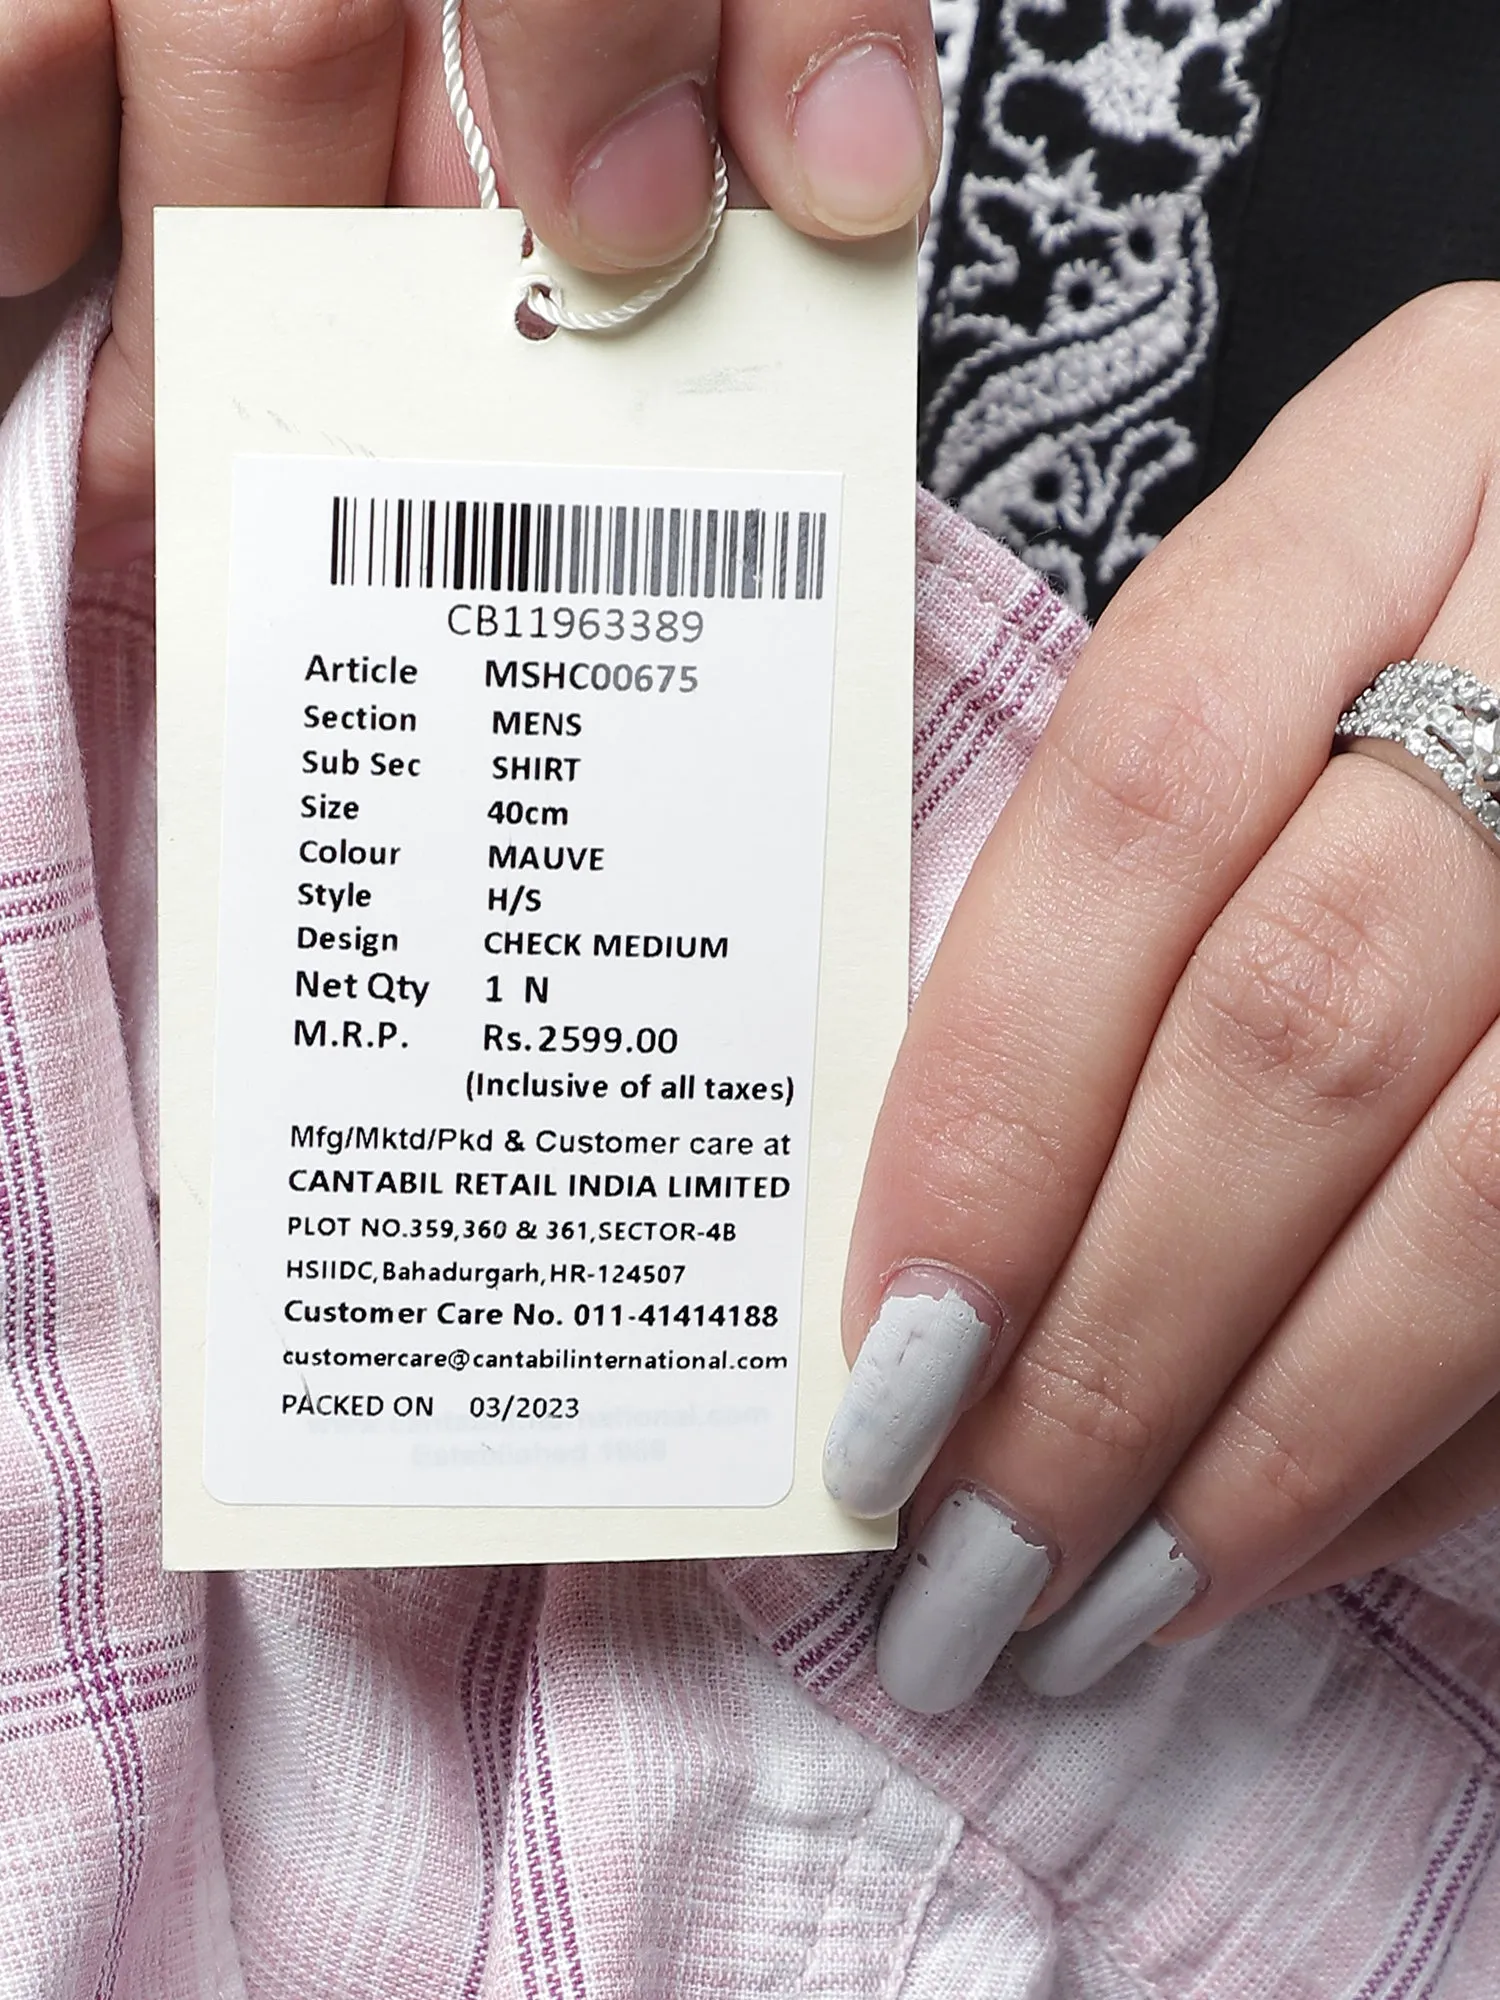 CB11963389
Article MSHC00675
Section MENS
Sub Sec SHIRT
Size 40cm
Colour MAUVE
Style H/S
Design CHECK MEDIUM
Net Qty 1 N
M.R.P. Rs.2599.00
(Inclusive of all taxes)
Mfg/Mktd/Pkd & Customer care at
CANTABIL RETAIL INDIA LIMITED
PLOT NO.359,360 & 361,SECTOR-4B
HSIIDC,Bahadurgarh,HR-124507
Customer Care No. 011-41414188
customercare@cantabilinternational.com
PACKED ON 03/2023